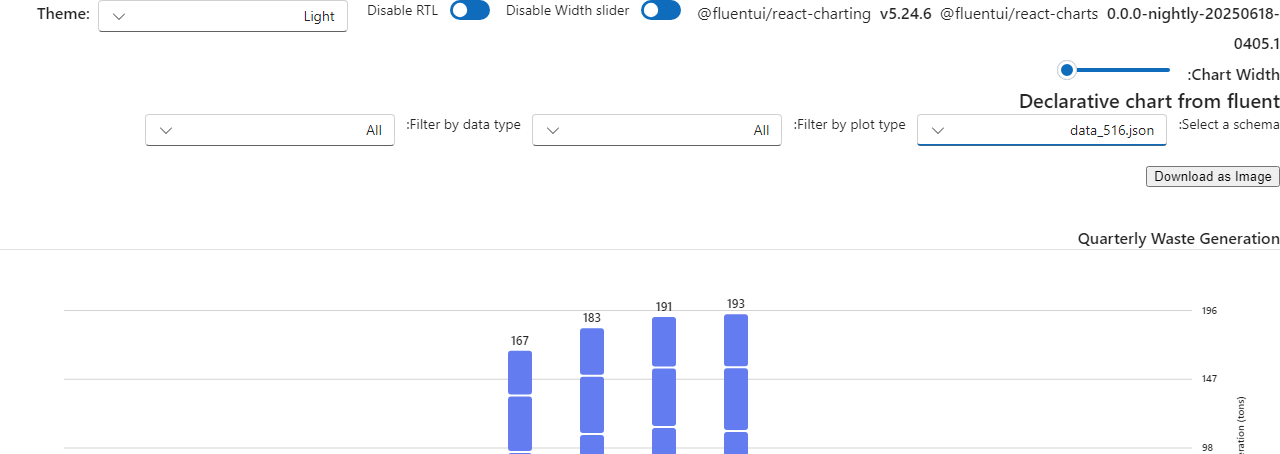 Theme: Light Disable RTL Disable Width slider @fluentui/react-charting v5.24.6 @fluentui/react-charts 0.0.0-nightly-20250618-
0405.1
:Chart Width
Declarative chart from fluent
All :Filter by data type All :Filter by plot type data_516.json :Select a schema
Download as Image
Quarterly Waste Generation
193
191
183
167
196
147
98
(tons)